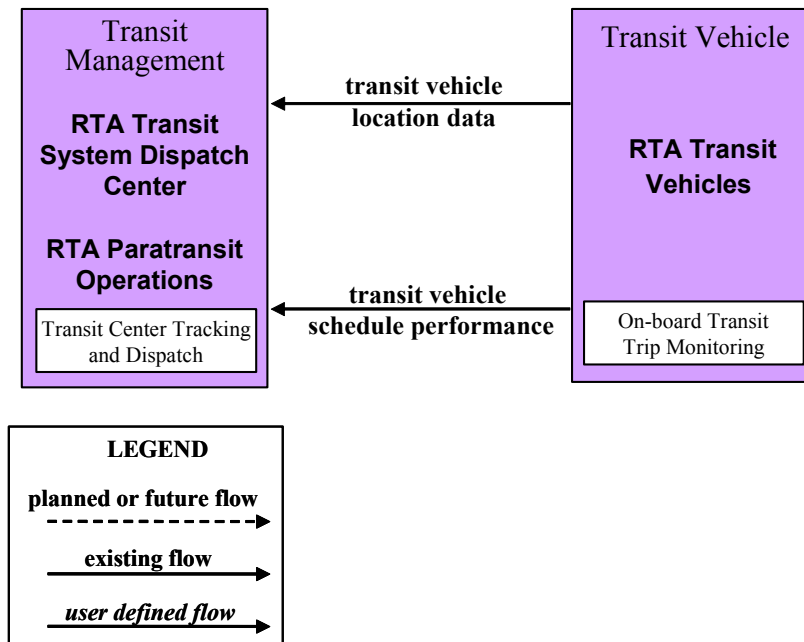 Transit
Management
RTA Transit
System Dispatch
Center
RTA Paratransit
Operations
Transit Center Tracking
and Dispatch
transit vehicle
location data
transit vehicle
schedule performance
Transit Vehicle
RTA Transit
Vehicles
On-board Transit
Trip Monitoring
LEGEND
planned or future flow
existing flow
user defined flow